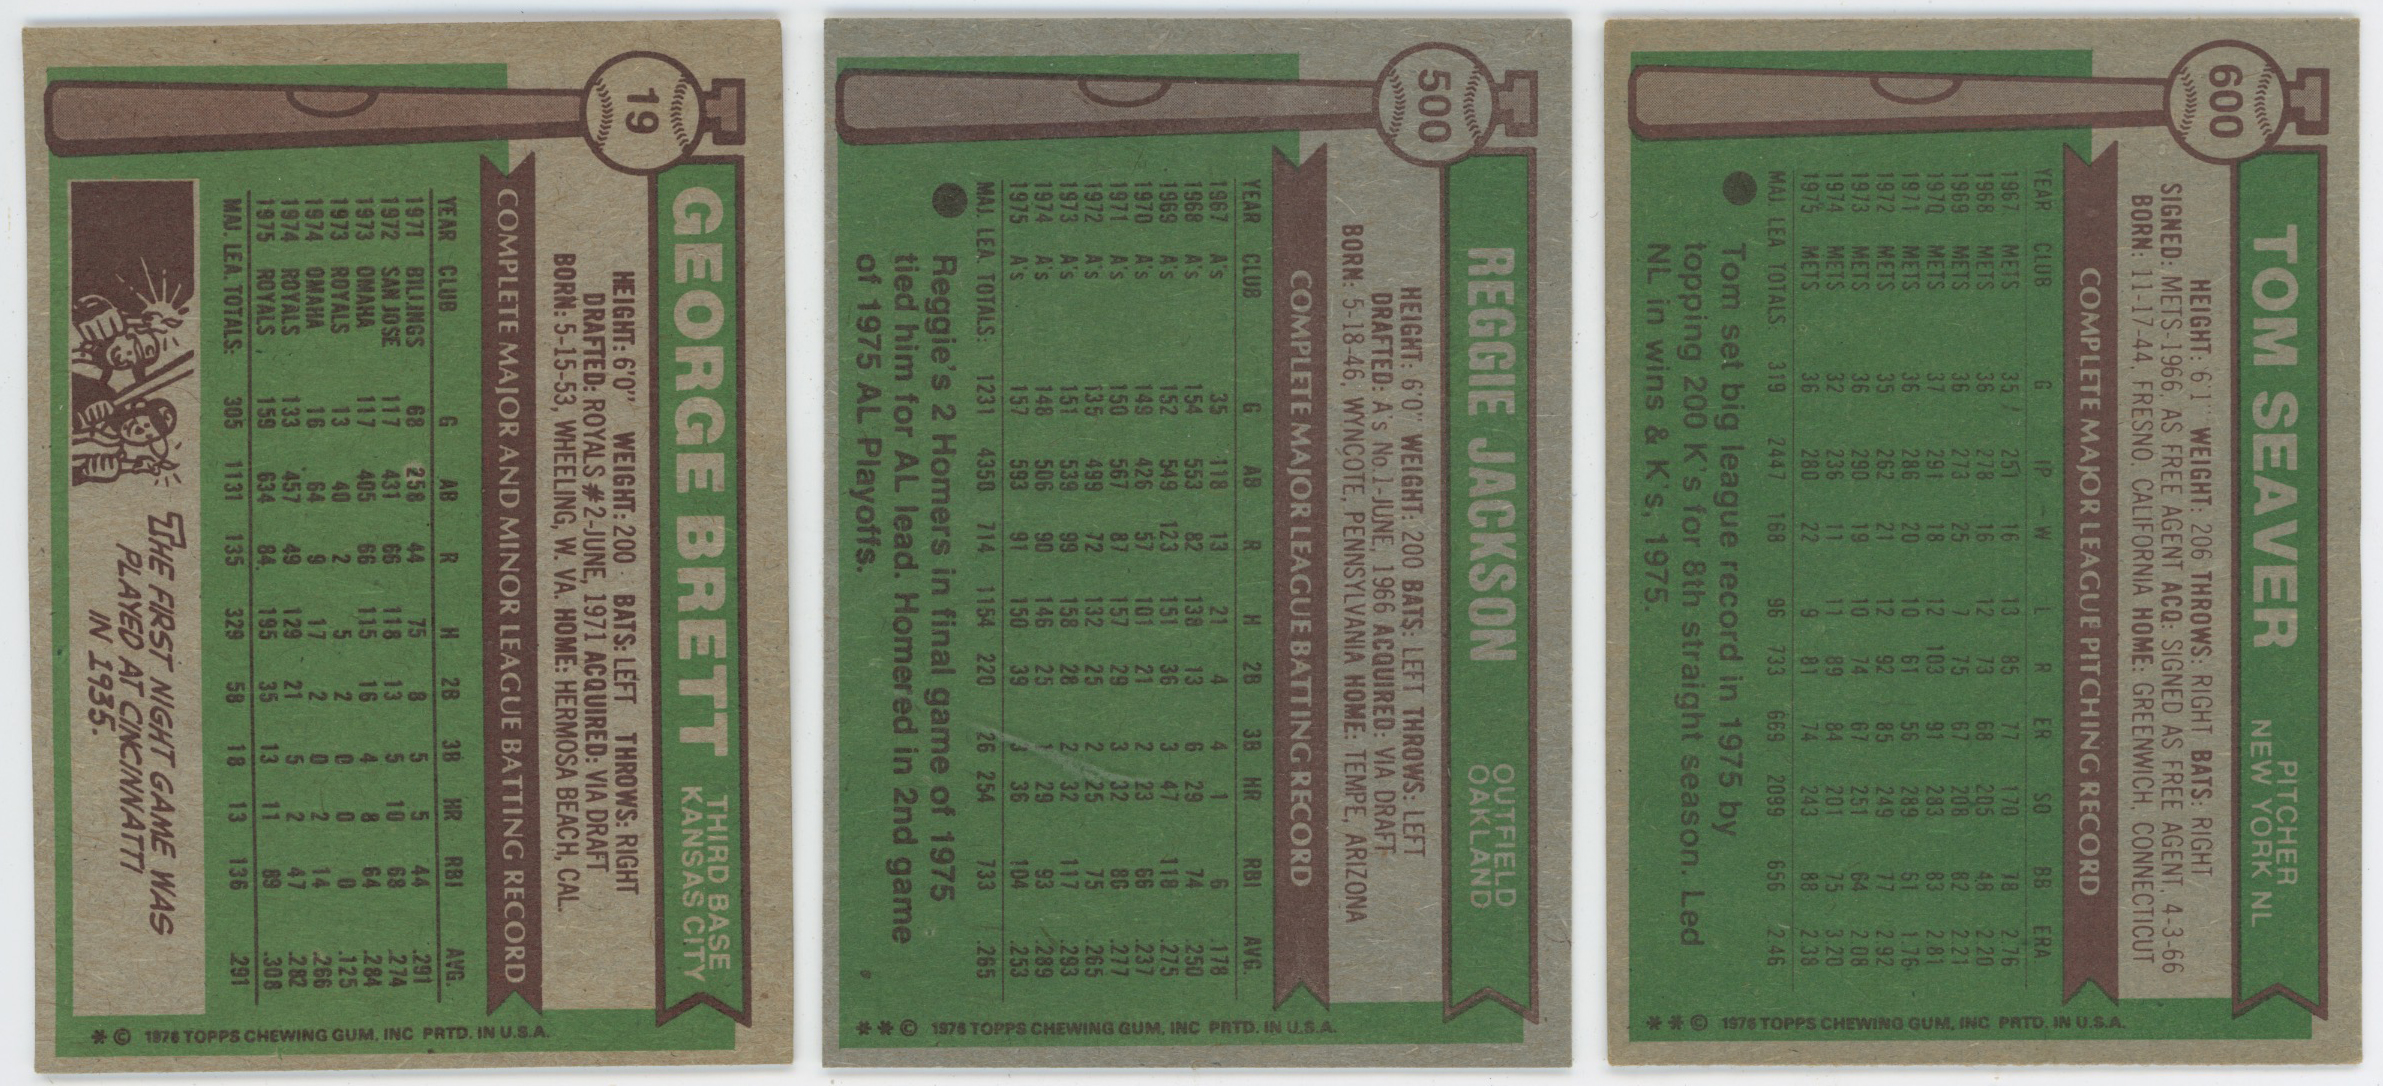 19
GEORGE BRETT
THIRD BASE
KANSAS CITY
HEIGHT: 6'0" WEIGHT: 200 BATS: LEFT THROWS: RIGHT
DRAFTED: ROYALS #2-JUNE, 1971 ACQUIRED: VIA DRAFT
BORN: 5-15-53, WHEELING, W. VA. HOME: HERMOSA BEACH, CAL.
COMPLETE MAJOR AND MINOR LEAGUE BATTING RECORD
YEAR CLUB G AB R H 2B 3B HR RBI AVG.
1971 BILLINGS 68 258 44 75 8 5 5 44 .291
1972 SAN JOSE 117 431 66 118 13 5 10 68 .274
1973 OMAHA 117 405 66 115 16 4 8 64 .284
1973 ROYALS 13 40 2 5 2 0 0 0 .125
1974 OMAHA 16 64 9 17 2 0 2 14 .266
1974 ROYALS 133 457 49 129 21 5 2 47 .282
1975 ROYALS 159 634 84 195 35 13 11 89 .308
MAJ. LEA. TOTALS: 305 1131 135 329 58 18 13 136 .291
THE FIRST NIGHT GAME WAS
PLAYED AT CINCINNATTI
IN 1935.
* © 1976 TOPPS CHEWING GUM, INC PRTD. IN U.S.A.
500
REGGIE JACKSON
OUTFIELD
OAKLAND
HEIGHT: 6'0" WEIGHT: 200 BATS: LEFT THROWS: LEFT
DRAFTED: A's No.1-JUNE, 1966 ACQUIRED: VIA DRAFT
BORN: 5-18-46, WYNCOTE, PENNSYLVANIA HOME: TEMPE, ARIZONA
COMPLETE MAJOR LEAGUE BATTING RECORD
YEAR CLUB G AB R H 2B 3B HR RBI AVG.
1967 A's 35 118 13 21 4 4 1 6 .178
1968 A's 154 553 82 138 13 6 29 74 .250
1969 A's 152 549 123 151 36 3 47 118 .275
1970 A's 149 426 57 101 21 2 23 66 .237
1971 A's 150 567 87 157 29 3 32 80 .277
1972 A's 135 499 72 132 25 2 25 75 .265
1973 A's 151 539 99 158 28 2 32 117 .293
1974 A's 148 506 90 146 25 1 29 93 .289
1975 A's 157 593 91 150 39 3 36 104 .253
MAJ. LEA. TOTALS: 1231 4350 714 1154 220 26 254 733 .265
Reggie's 2 Homers in final game of 1975
tied him for AL lead. Homered in 2nd game
of 1975 AL Playoffs.
* * © 1976 TOPPS CHEWING GUM, INC PRTD. IN U.S.A.
600
TOM SEAVER
PITCHER
NEW YORK NL
HEIGHT: 6'1" WEIGHT: 206 THROWS: RIGHT BATS: RIGHT
SIGNED: METS-1966, AS FREE AGENT ACQ: SIGNED AS FREE AGENT, 4-3-66
BORN: 11-17-44, FRESNO, CALIFORNIA HOME: GREENWICH, CONNECTICUT
COMPLETE MAJOR LEAGUE PITCHING RECORD
YEAR CLUB G IP W L R ER SO BB ERA
1967 METS 35 251 16 13 85 77 170 78 2.76
1968 METS 36 278 16 12 73 68 205 48 2.20
1969 METS 36 273 25 7 75 67 208 82 2.21
1970 METS 37 291 18 12 103 91 283 83 2.81
1971 METS 36 286 20 10 61 56 289 61 1.76
1972 METS 35 262 21 12 92 85 249 77 2.92
1973 METS 36 290 19 10 74 67 251 64 2.08
1974 METS 32 236 11 11 89 84 201 75 3.20
1975 METS 36 280 22 9 81 74 243 88 2.38
MAJ. LEA TOTALS 319 2447 168 96 733 669 2099 656 2.46
Tom set big league record in 1975 by
topping 200 K's for 8th straight season. Led
NL in wins & K's, 1975.
* * © 1976 TOPPS CHEWING GUM, INC PRTD. IN U.S.A.